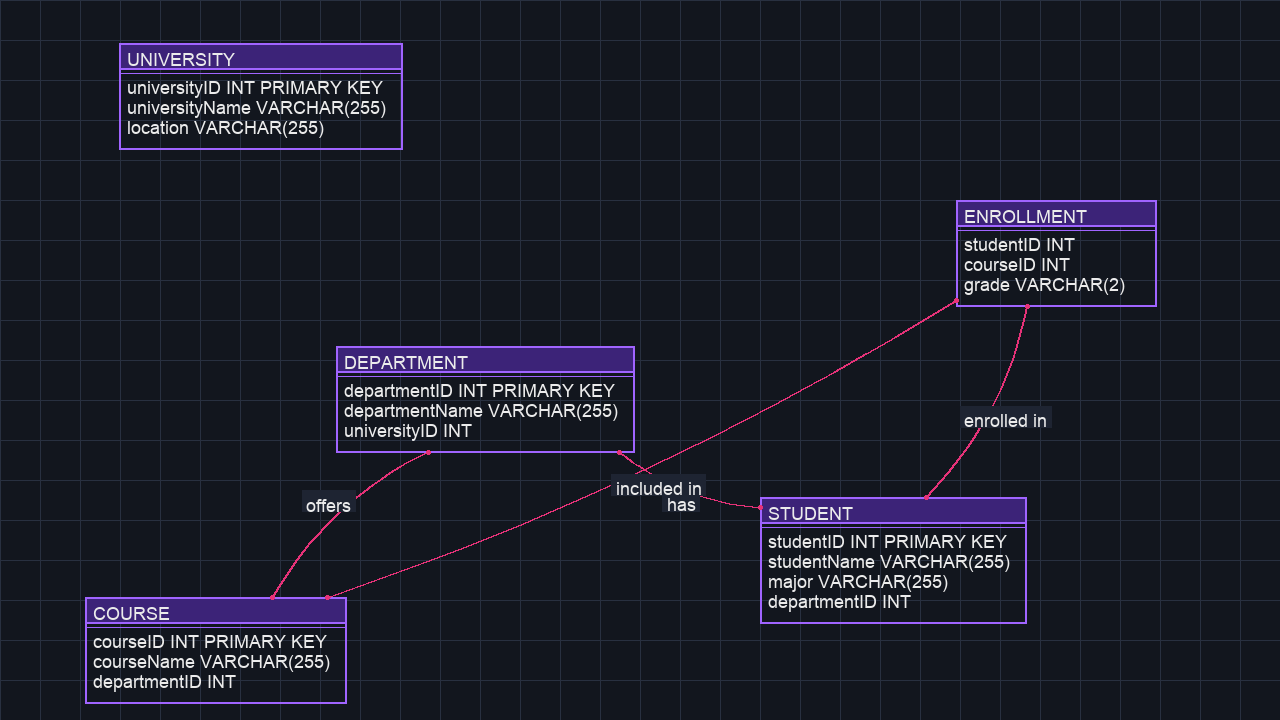 UNIVERSITY
universityID INT PRIMARY KEY
universityName VARCHAR(255)
location VARCHAR(255)
ENROLLMENT
studentID INT
courseID INT
grade VARCHAR(2)
DEPARTMENT
departmentID INT PRIMARY KEY
departmentName VARCHAR(255)
universityID INT
enrolled in
included in
has
offers
STUDENT
studentID INT PRIMARY KEY
studentName VARCHAR(255)
major VARCHAR(255)
departmentID INT
COURSE
courseID INT PRIMARY KEY
courseName VARCHAR(255)
departmentID INT